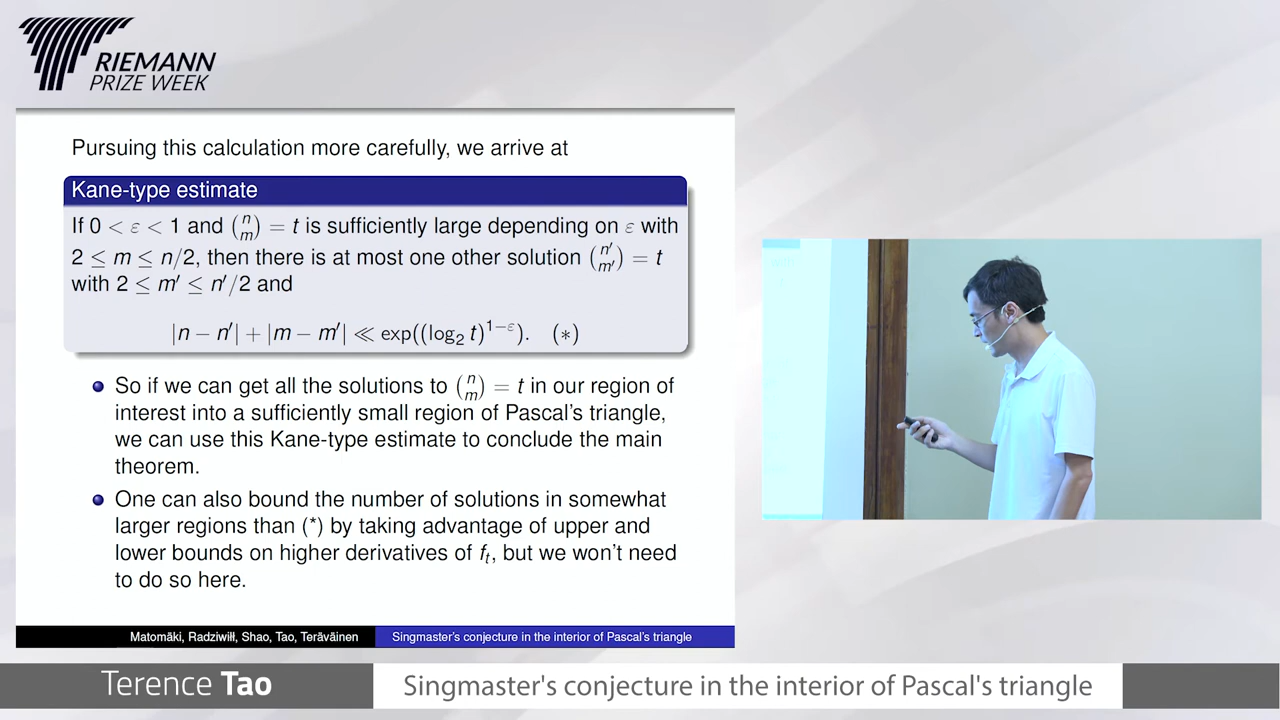 RIEMANN
PRIZE WEEK
Pursuing this calculation more carefully, we arrive at
Kane-type estimate
If 0 < ε < 1 and (n m) = t is sufficiently large depending on ε with
2 ≤ m ≤ n/2, then there is at most one other solution (n′ m′) = t
with 2 ≤ m′ ≤ n′/2 and
|n − n′| + |m − m′| ≪ exp((log₂ t)^{1−ε}). (∗)
So if we can get all the solutions to (n m) = t in our region of
interest into a sufficiently small region of Pascal's triangle,
we can use this Kane-type estimate to conclude the main
theorem.
One can also bound the number of solutions in somewhat
larger regions than (*) by taking advantage of upper and
lower bounds on higher derivatives of fₜ, but we won't need
to do so here.
Matomäki, Radziwiłł, Shao, Tao, Teräväinen Singmaster's conjecture in the interior of Pascal's triangle
Terence Tao Singmaster's conjecture in the interior of Pascal's triangle